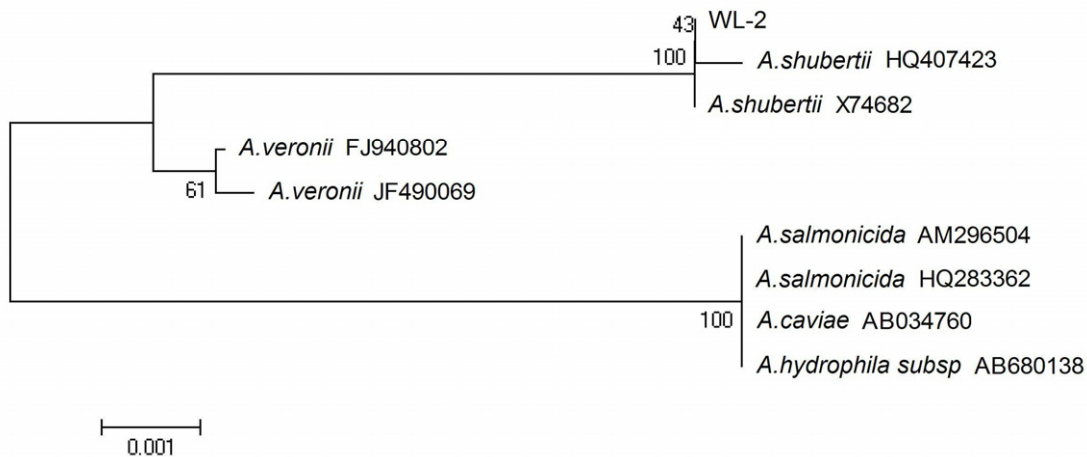 43 WL-2
100 A.shubertii HQ407423
A.shubertii X74682
A.veronii FJ940802
61 A.veronii JF490069
A.salmonicida AM296504
A.salmonicida HQ283362
100 A.caviae AB034760
A.hydrophila subsp AB680138
0.001